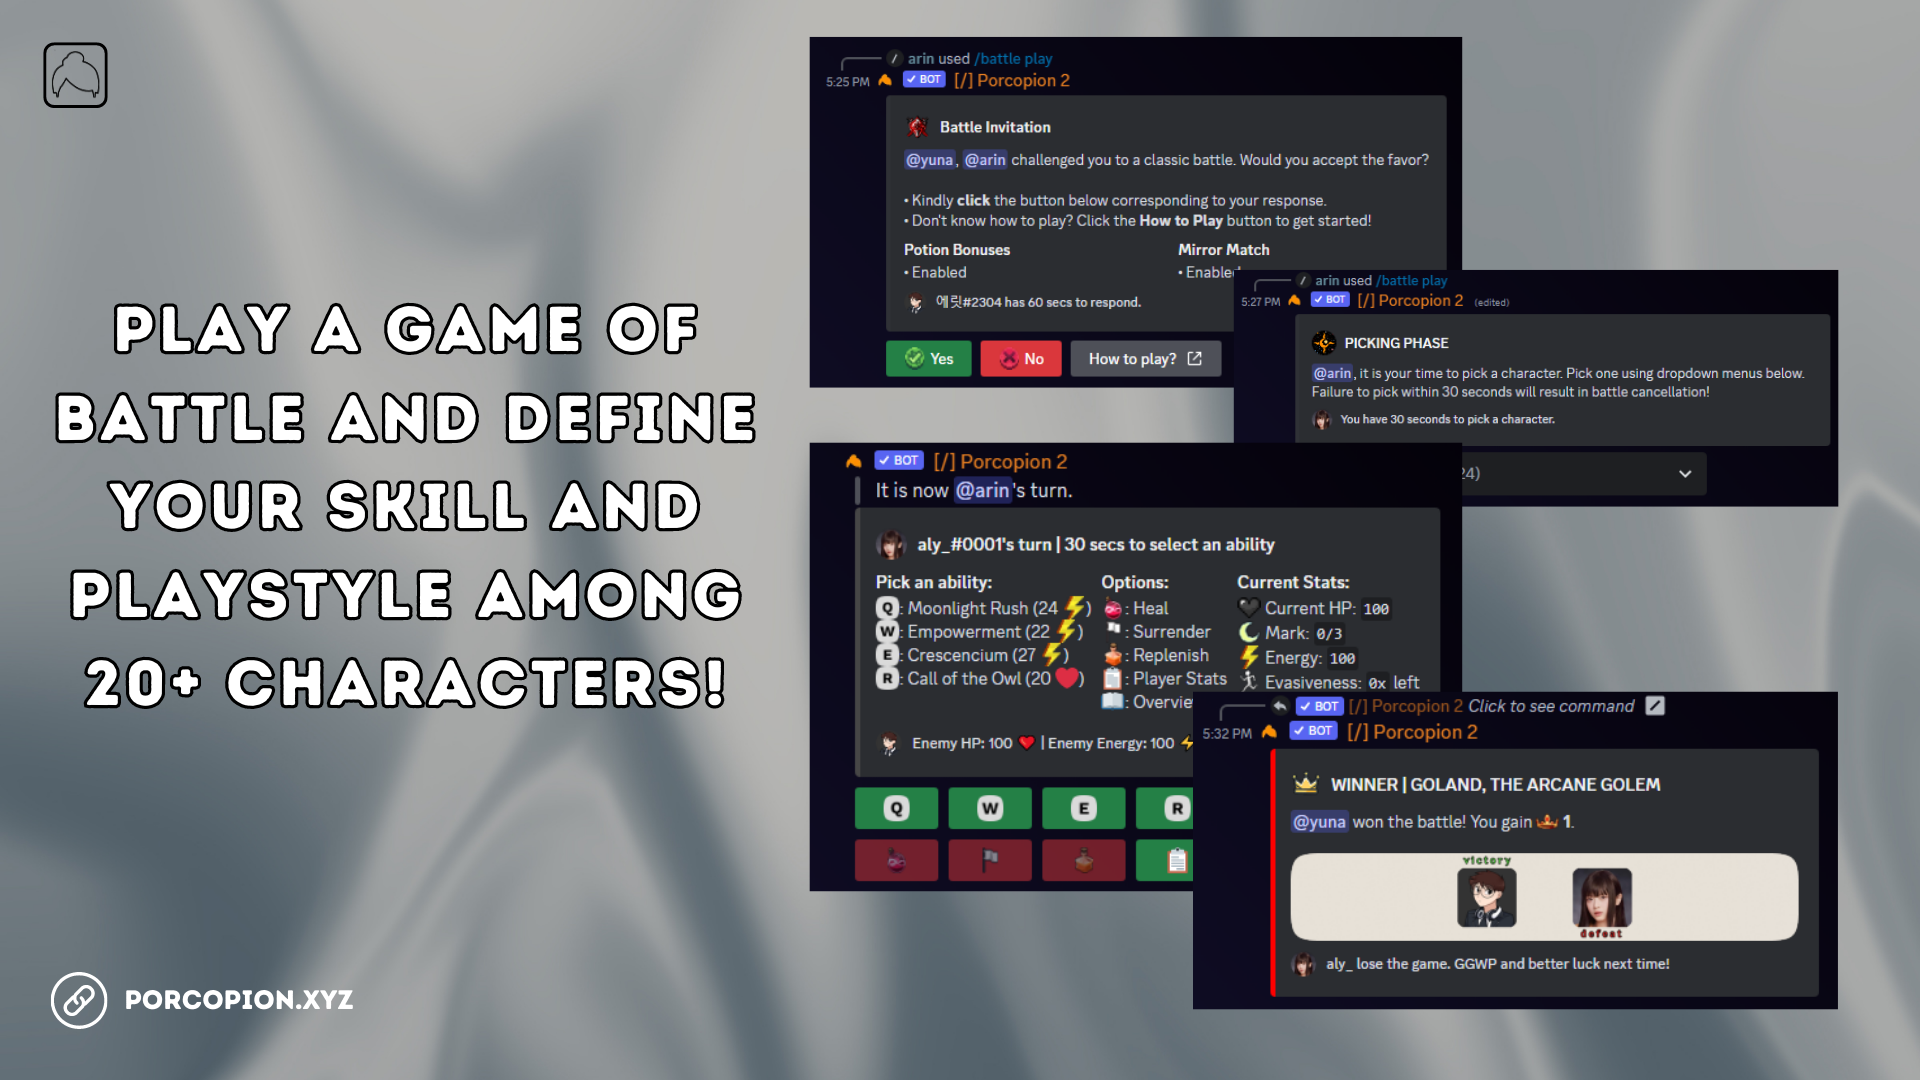 PLAY A GAME OF
BATTLE AND DEFINE
YOUR SKILL AND
PLAYSTYLE AMONG
20+ CHARACTERS!
PORCOPION.XYZ
arin used /battle play
5:25 PM BOT [/] Porcopion 2
Battle Invitation
@yuna, @arin challenged you to a classic battle. Would you accept the favor?
• Kindly click the button below corresponding to your response.
• Don't know how to play? Click the How to Play button to get started!
Potion Bonuses Mirror Match
• Enabled • Enabled
에릿#2304 has 60 secs to respond.
Yes No How to play?
arin used /battle play
5:27 PM BOT [/] Porcopion 2 (edited)
PICKING PHASE
@arin, it is your time to pick a character. Pick one using dropdown menus below.
Failure to pick within 30 seconds will result in battle cancellation!
You have 30 seconds to pick a character.
24)
BOT [/] Porcopion 2
It is now @arin's turn.
aly_#0001's turn | 30 secs to select an ability
Pick an ability: Options: Current Stats:
Q: Moonlight Rush (24 ⚡) : Heal Current HP: 100
W: Empowerment (22 ⚡) : Surrender Mark: 0/3
E: Crescencium (27 ⚡) : Replenish Energy: 100
R: Call of the Owl (20 ❤) : Player Stats Evasiveness: 0x left
: Overvie
Enemy HP: 100 ❤ | Enemy Energy: 100 ⚡
Q W E R
BOT [/] Porcopion 2 Click to see command
5:32 PM BOT [/] Porcopion 2
WINNER | GOLAND, THE ARCANE GOLEM
@yuna won the battle! You gain 1.
victory
defeat
aly_ lose the game. GGWP and better luck next time!